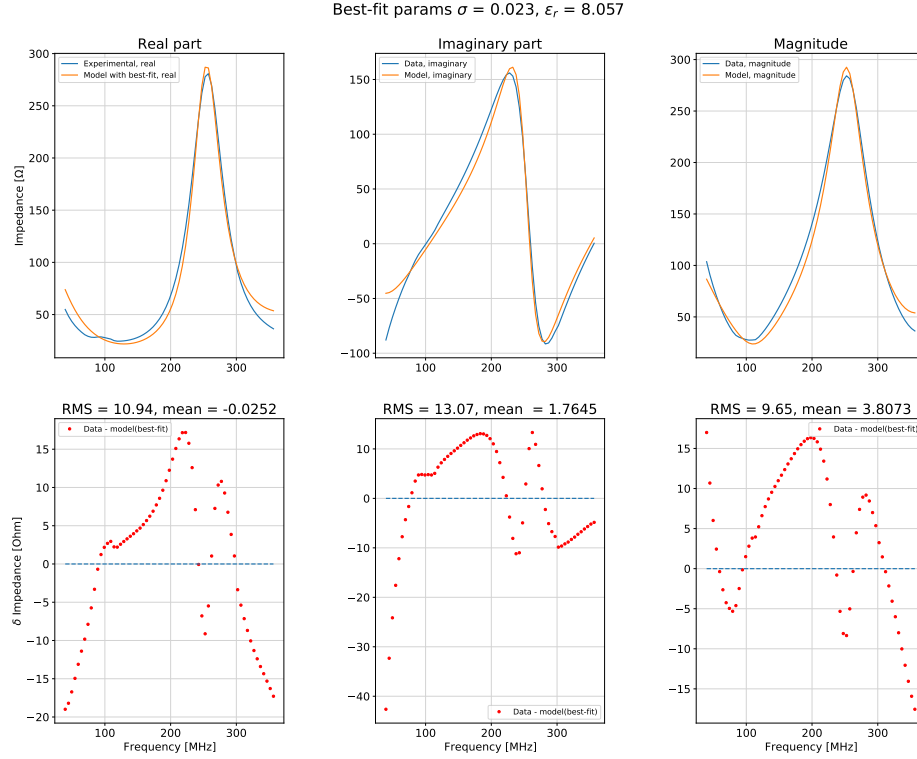 Best-fit params σ = 0.023, εr = 8.057
Real part
Imaginary part
Magnitude
Experimental, real
Model with best-fit, real
Data, imaginary
Model, imaginary
Data, magnitude
Model, magnitude
Impedance [Ω]
300
250
200
150
100
50
100
200
300
150
100
50
0
−50
−100
100
200
300
300
250
200
150
100
50
100
200
300
RMS = 10.94, mean = -0.0252
RMS = 13.07, mean = 1.7645
RMS = 9.65, mean = 3.8073
Data - model(best-fit)
Data - model(best-fit)
Data - model(best-fit)
δ Impedance [Ohm]
15
10
5
0
−5
−10
−15
−20
100
200
300
Frequency [MHz]
10
0
−10
−20
−30
−40
100
200
300
Frequency [MHz]
15
10
5
0
−5
−10
−15
100
200
300
Frequency [MHz]